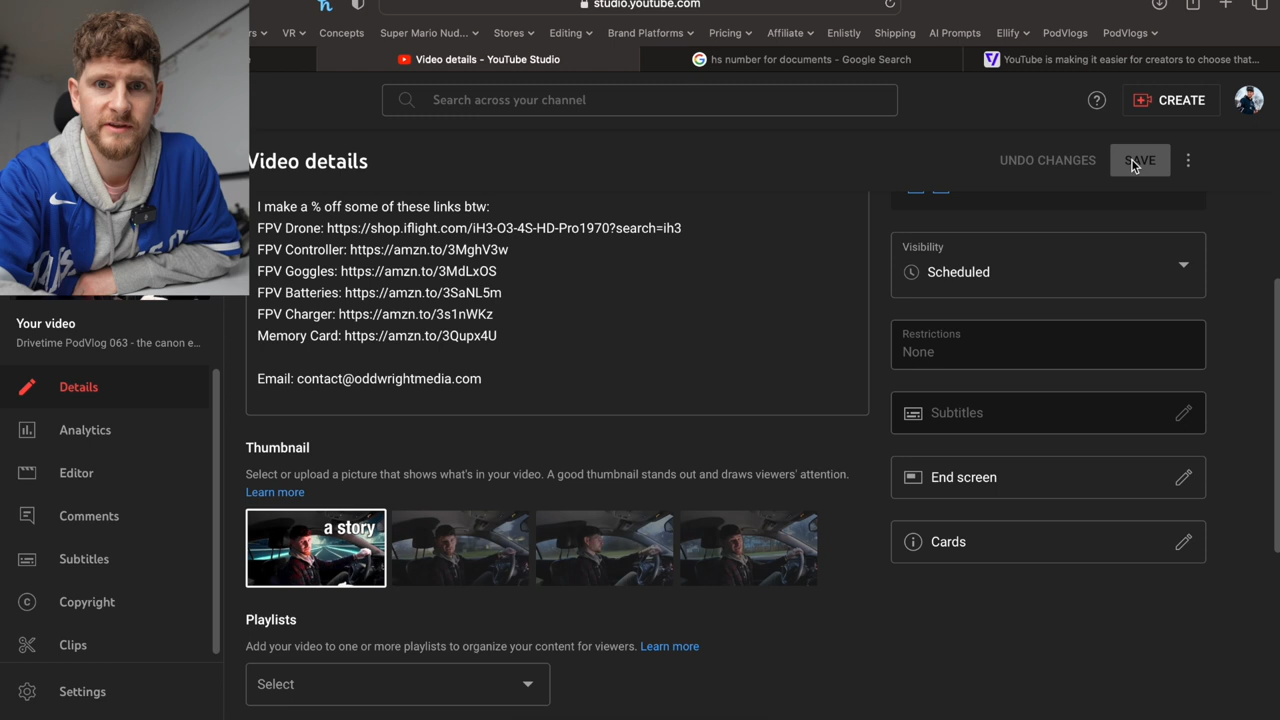 studio.youtube.com
VR
Concepts
Super Mario Nud...
Stores
Editing
Brand Platforms
Pricing
Affiliate
Enlistly
Shipping
AI Prompts
Ellify
PodVlogs
PodVlogs
Video details - YouTube Studio
hs number for documents - Google Search
YouTube is making it easier for creators to choose that...
Search across your channel
CREATE
Video details
UNDO CHANGES
SAVE
I make a % off some of these links btw:
FPV Drone: https://shop.iflight.com/iH3-O3-4S-HD-Pro1970?search=ih3
FPV Controller: https://amzn.to/3MghV3w
FPV Goggles: https://amzn.to/3MdLxOS
FPV Batteries: https://amzn.to/3SaNL5m
FPV Charger: https://amzn.to/3s1nWKz
Memory Card: https://amzn.to/3Qupx4U
Email: contact@oddwrightmedia.com
Visibility
Scheduled
Restrictions
None
Subtitles
End screen
Cards
Your video
Drivetime PodVlog 063 - the canon e...
Details
Analytics
Editor
Comments
Subtitles
Copyright
Clips
Settings
Thumbnail
Select or upload a picture that shows what's in your video. A good thumbnail stands out and draws viewers' attention.
Learn more
a story
Playlists
Add your video to one or more playlists to organize your content for viewers. Learn more
Select